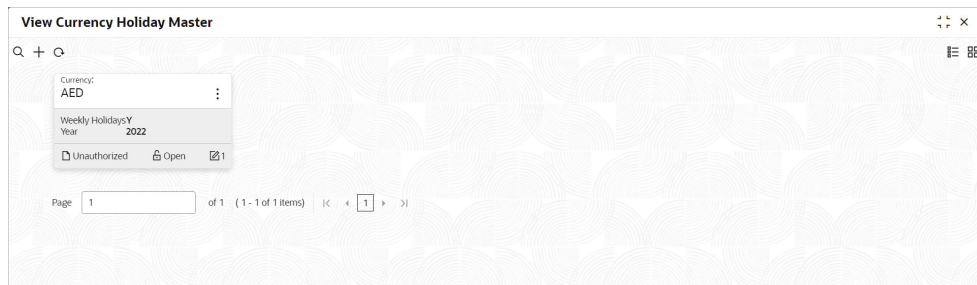 View Currency Holiday Master
Currency:
AED
Weekly Holidays Y
Year 2022
Unauthorized Open 1
Page 1 of 1 ( 1 - 1 of 1 items) 1